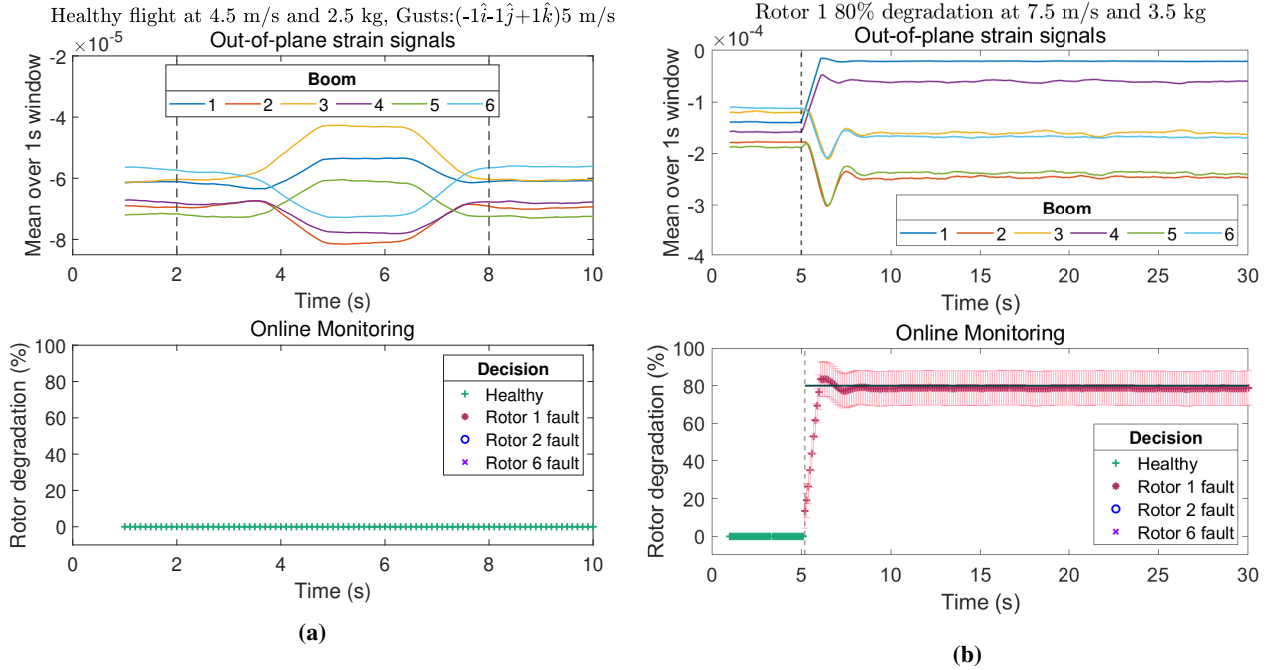 Healthy flight at 4.5 m/s and 2.5 kg, Gusts:(-1î-1ĵ+1k̂)5 m/s
Out-of-plane strain signals
×10⁻⁵
Mean over 1s window
-2
-4
-6
-8
Boom
1 2 3 4 5 6
0 2 4 6 8 10
Time (s)
Online Monitoring
Rotor degradation (%)
100
80
60
40
20
0
Decision
Healthy
Rotor 1 fault
Rotor 2 fault
Rotor 6 fault
0 2 4 6 8 10
Time (s)
(a)
Rotor 1 80% degradation at 7.5 m/s and 3.5 kg
Out-of-plane strain signals
×10⁻⁴
Mean over 1s window
0
-1
-2
-3
-4
Boom
1 2 3 4 5 6
0 5 10 15 20 25 30
Time (s)
Online Monitoring
Rotor degradation (%)
100
80
60
40
20
0
Decision
Healthy
Rotor 1 fault
Rotor 2 fault
Rotor 6 fault
0 5 10 15 20 25 30
Time (s)
(b)